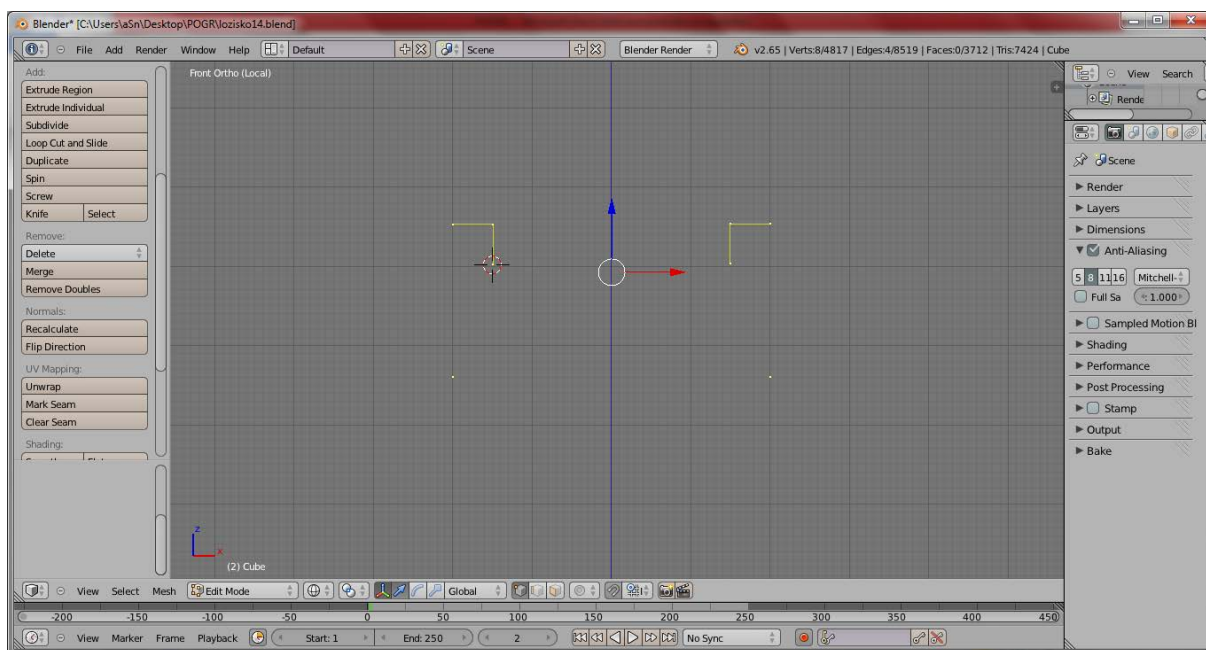 Blender* [C:\Users\aSn\Desktop\POGR\lozisko14.blend]
File Add Render Window Help Default Scene Blender Render v2.65 | Verts:8/4817 | Edges:4/8519 | Faces:0/3712 | Tris:7424 | Cube
Add:
Extrude Region
Extrude Individual
Subdivide
Loop Cut and Slide
Duplicate
Spin
Screw
Knife Select
Remove:
Delete
Merge
Remove Doubles
Normals:
Recalculate
Flip Direction
UV Mapping:
Unwrap
Mark Seam
Clear Seam
Shading:
Front Ortho (Local)
z
x
(2) Cube
View Search
Rende
Scene
Render
Layers
Dimensions
Anti-Aliasing
5 8 11 16 Mitchell-
Full Sa 1.000
Sampled Motion Bl
Shading
Performance
Post Processing
Stamp
Output
Bake
View Select Mesh Edit Mode Global
-200 -150 -100 -50 0 50 100 150 200 250 300 350 400 450
View Marker Frame Playback Start: 1 End: 250 2 No Sync